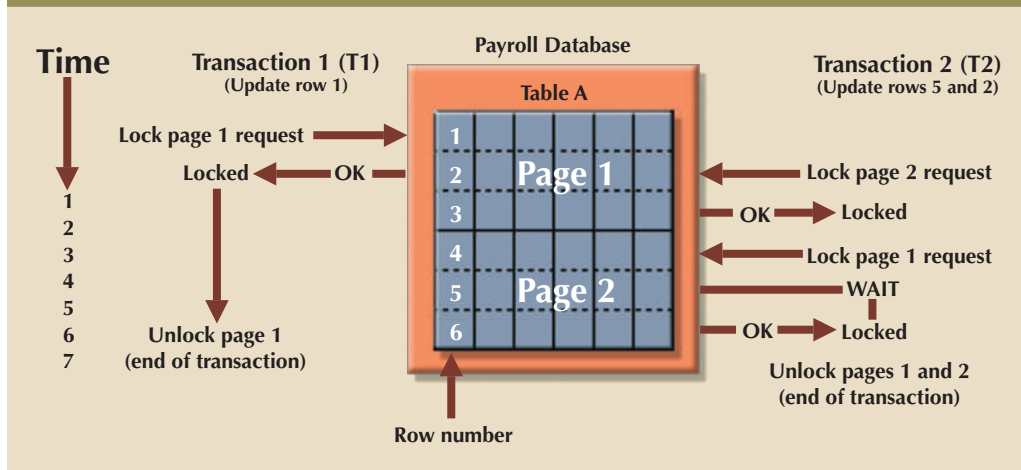 Payroll Database
Time
Transaction 1 (T1)
(Update row 1)
Transaction 2 (T2)
(Update rows 5 and 2)
Table A
Lock page 1 request
Locked
OK
1
2
3
4
5
6
7
Unlock page 1
(end of transaction)
1
2
3
4
5
6
Page 1
Page 2
Row number
Lock page 2 request
OK
Locked
Lock page 1 request
WAIT
OK
Locked
Unlock pages 1 and 2
(end of transaction)